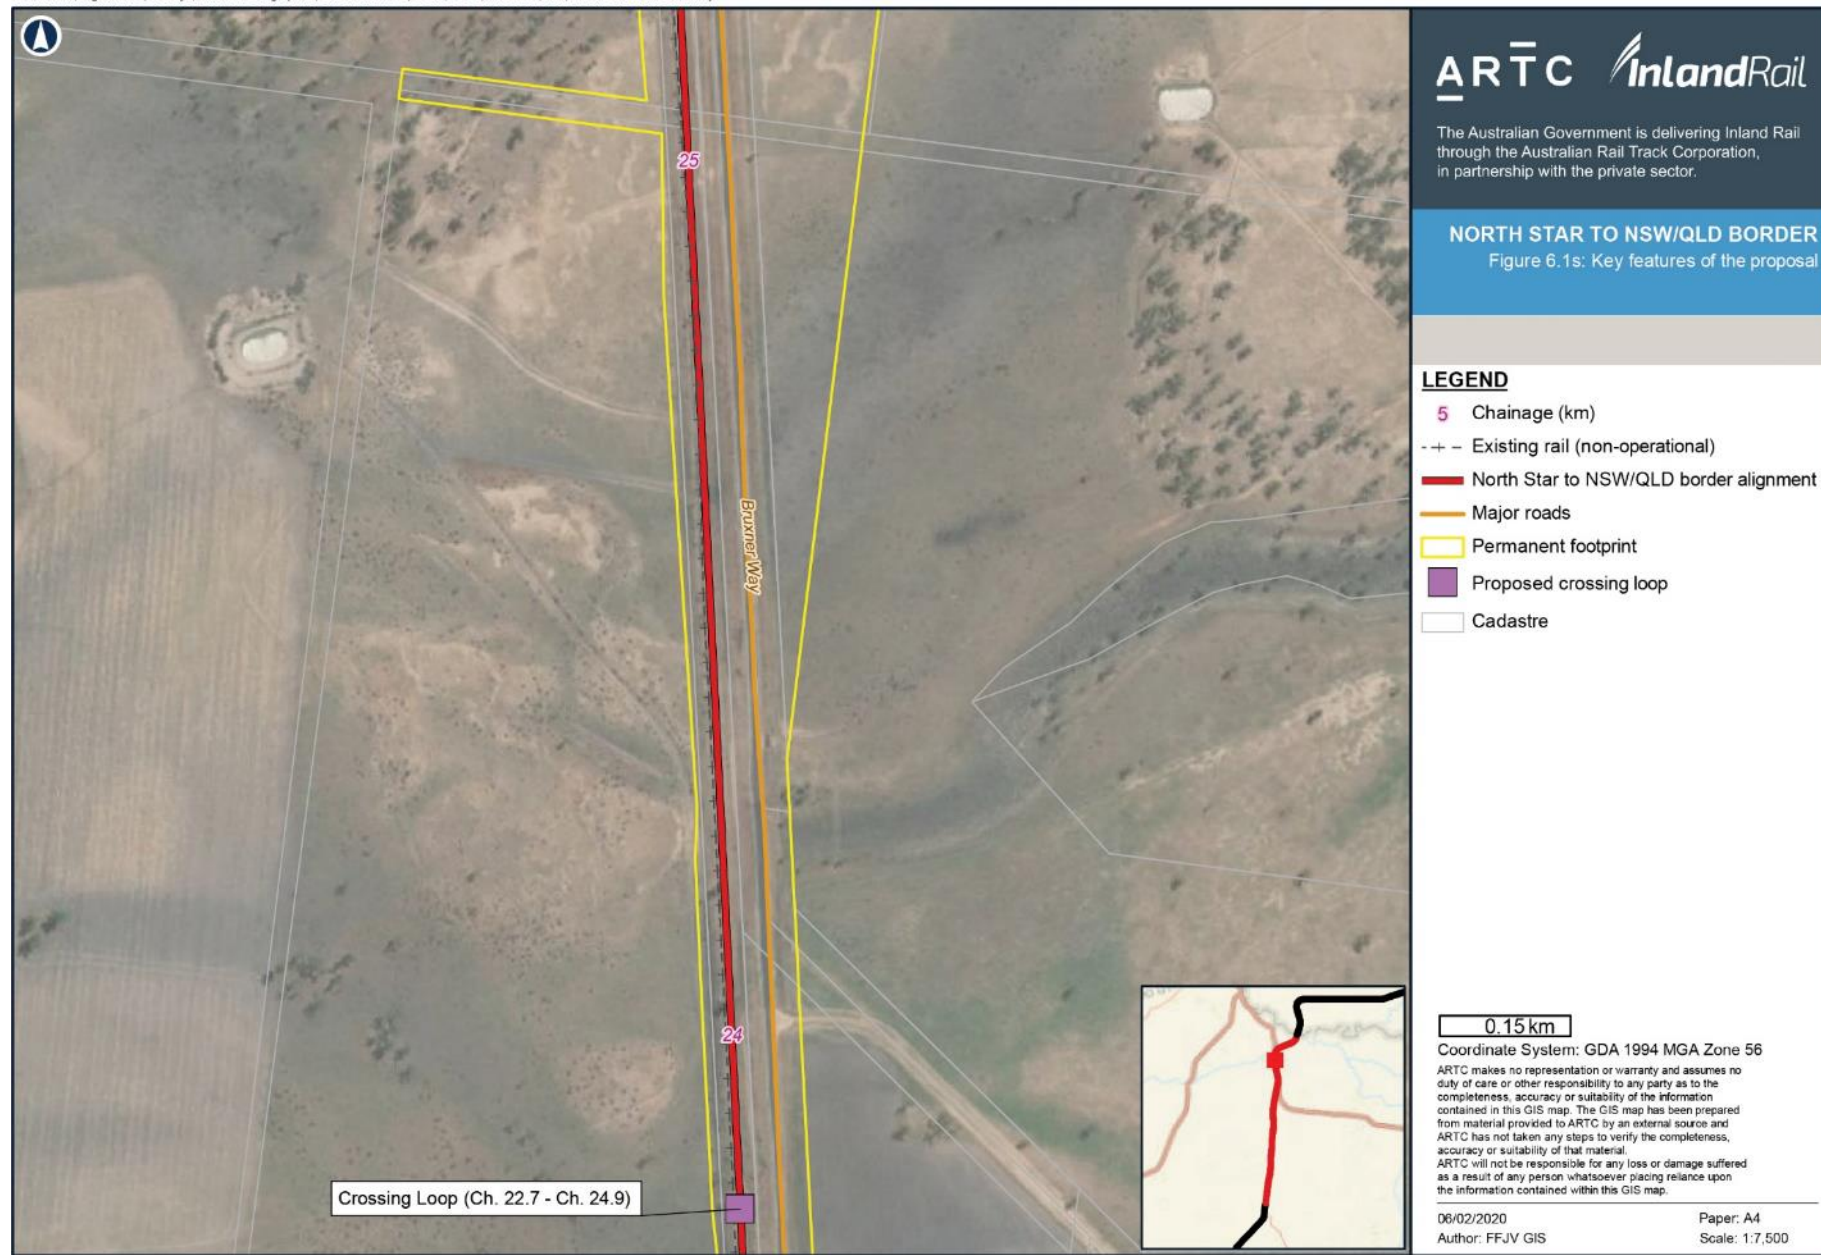 25
Bruxner Way
24
Crossing Loop (Ch. 22.7 - Ch. 24.9)
ARTC InlandRail
The Australian Government is delivering Inland Rail
through the Australian Rail Track Corporation,
in partnership with the private sector.
NORTH STAR TO NSW/QLD BORDER
Figure 6.1s: Key features of the proposal
LEGEND
5 Chainage (km)
Existing rail (non-operational)
North Star to NSW/QLD border alignment
Major roads
Permanent footprint
Proposed crossing loop
Cadastre
0.15 km
Coordinate System: GDA 1994 MGA Zone 56
ARTC makes no representation or warranty and assumes no
duty of care or other responsibility to any party as to the
completeness, accuracy or suitability of the information
contained in this GIS map. The GIS map has been prepared
from material provided to ARTC by an external source and
ARTC has not taken any steps to verify the completeness,
accuracy or suitability of that material.
ARTC will not be responsible for any loss or damage suffered
as a result of any person whatsoever placing reliance upon
the information contained within this GIS map.
06/02/2020 Paper: A4
Author: FFJV GIS Scale: 1:7,500